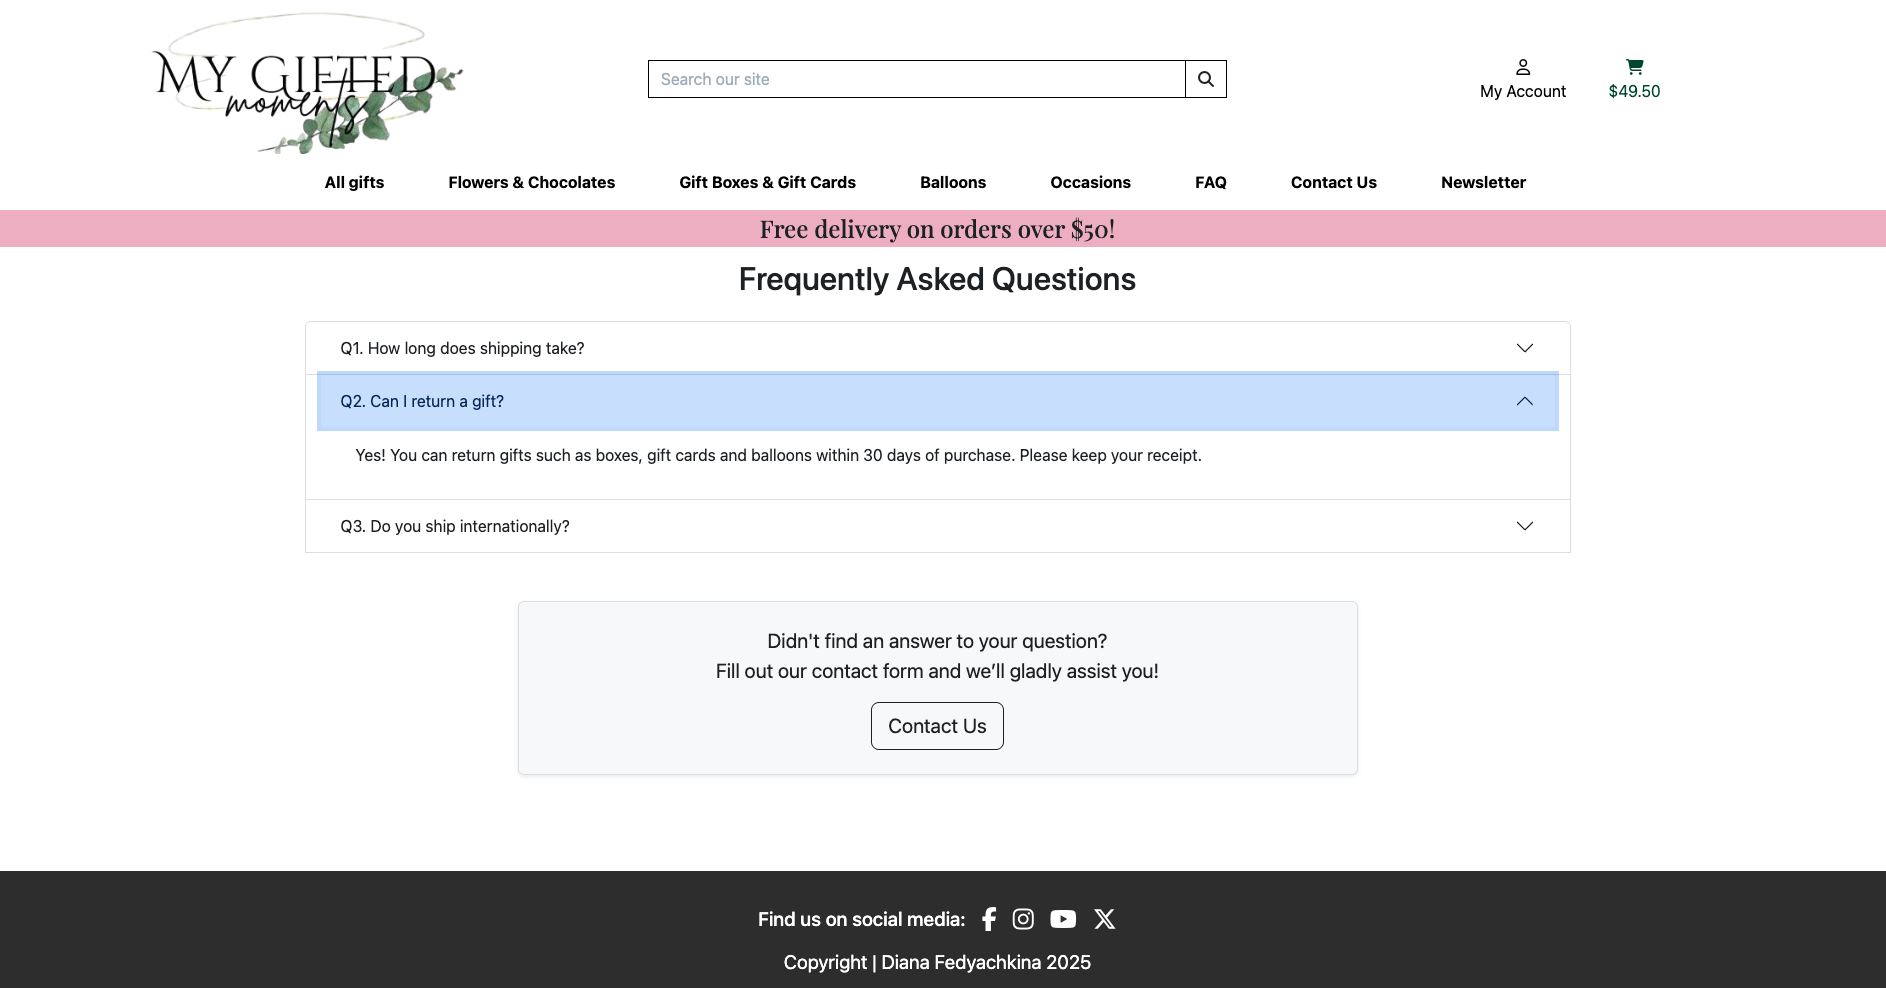 MY GIFTED
moments
Search our site
My Account
$49.50
All gifts
Flowers & Chocolates
Gift Boxes & Gift Cards
Balloons
Occasions
FAQ
Contact Us
Newsletter
Free delivery on orders over $50!
Frequently Asked Questions
Q1. How long does shipping take?
Q2. Can I return a gift?
Yes! You can return gifts such as boxes, gift cards and balloons within 30 days of purchase. Please keep your receipt.
Q3. Do you ship internationally?
Didn't find an answer to your question?
Fill out our contact form and we’ll gladly assist you!
Contact Us
Find us on social media:
Copyright | Diana Fedyachkina 2025